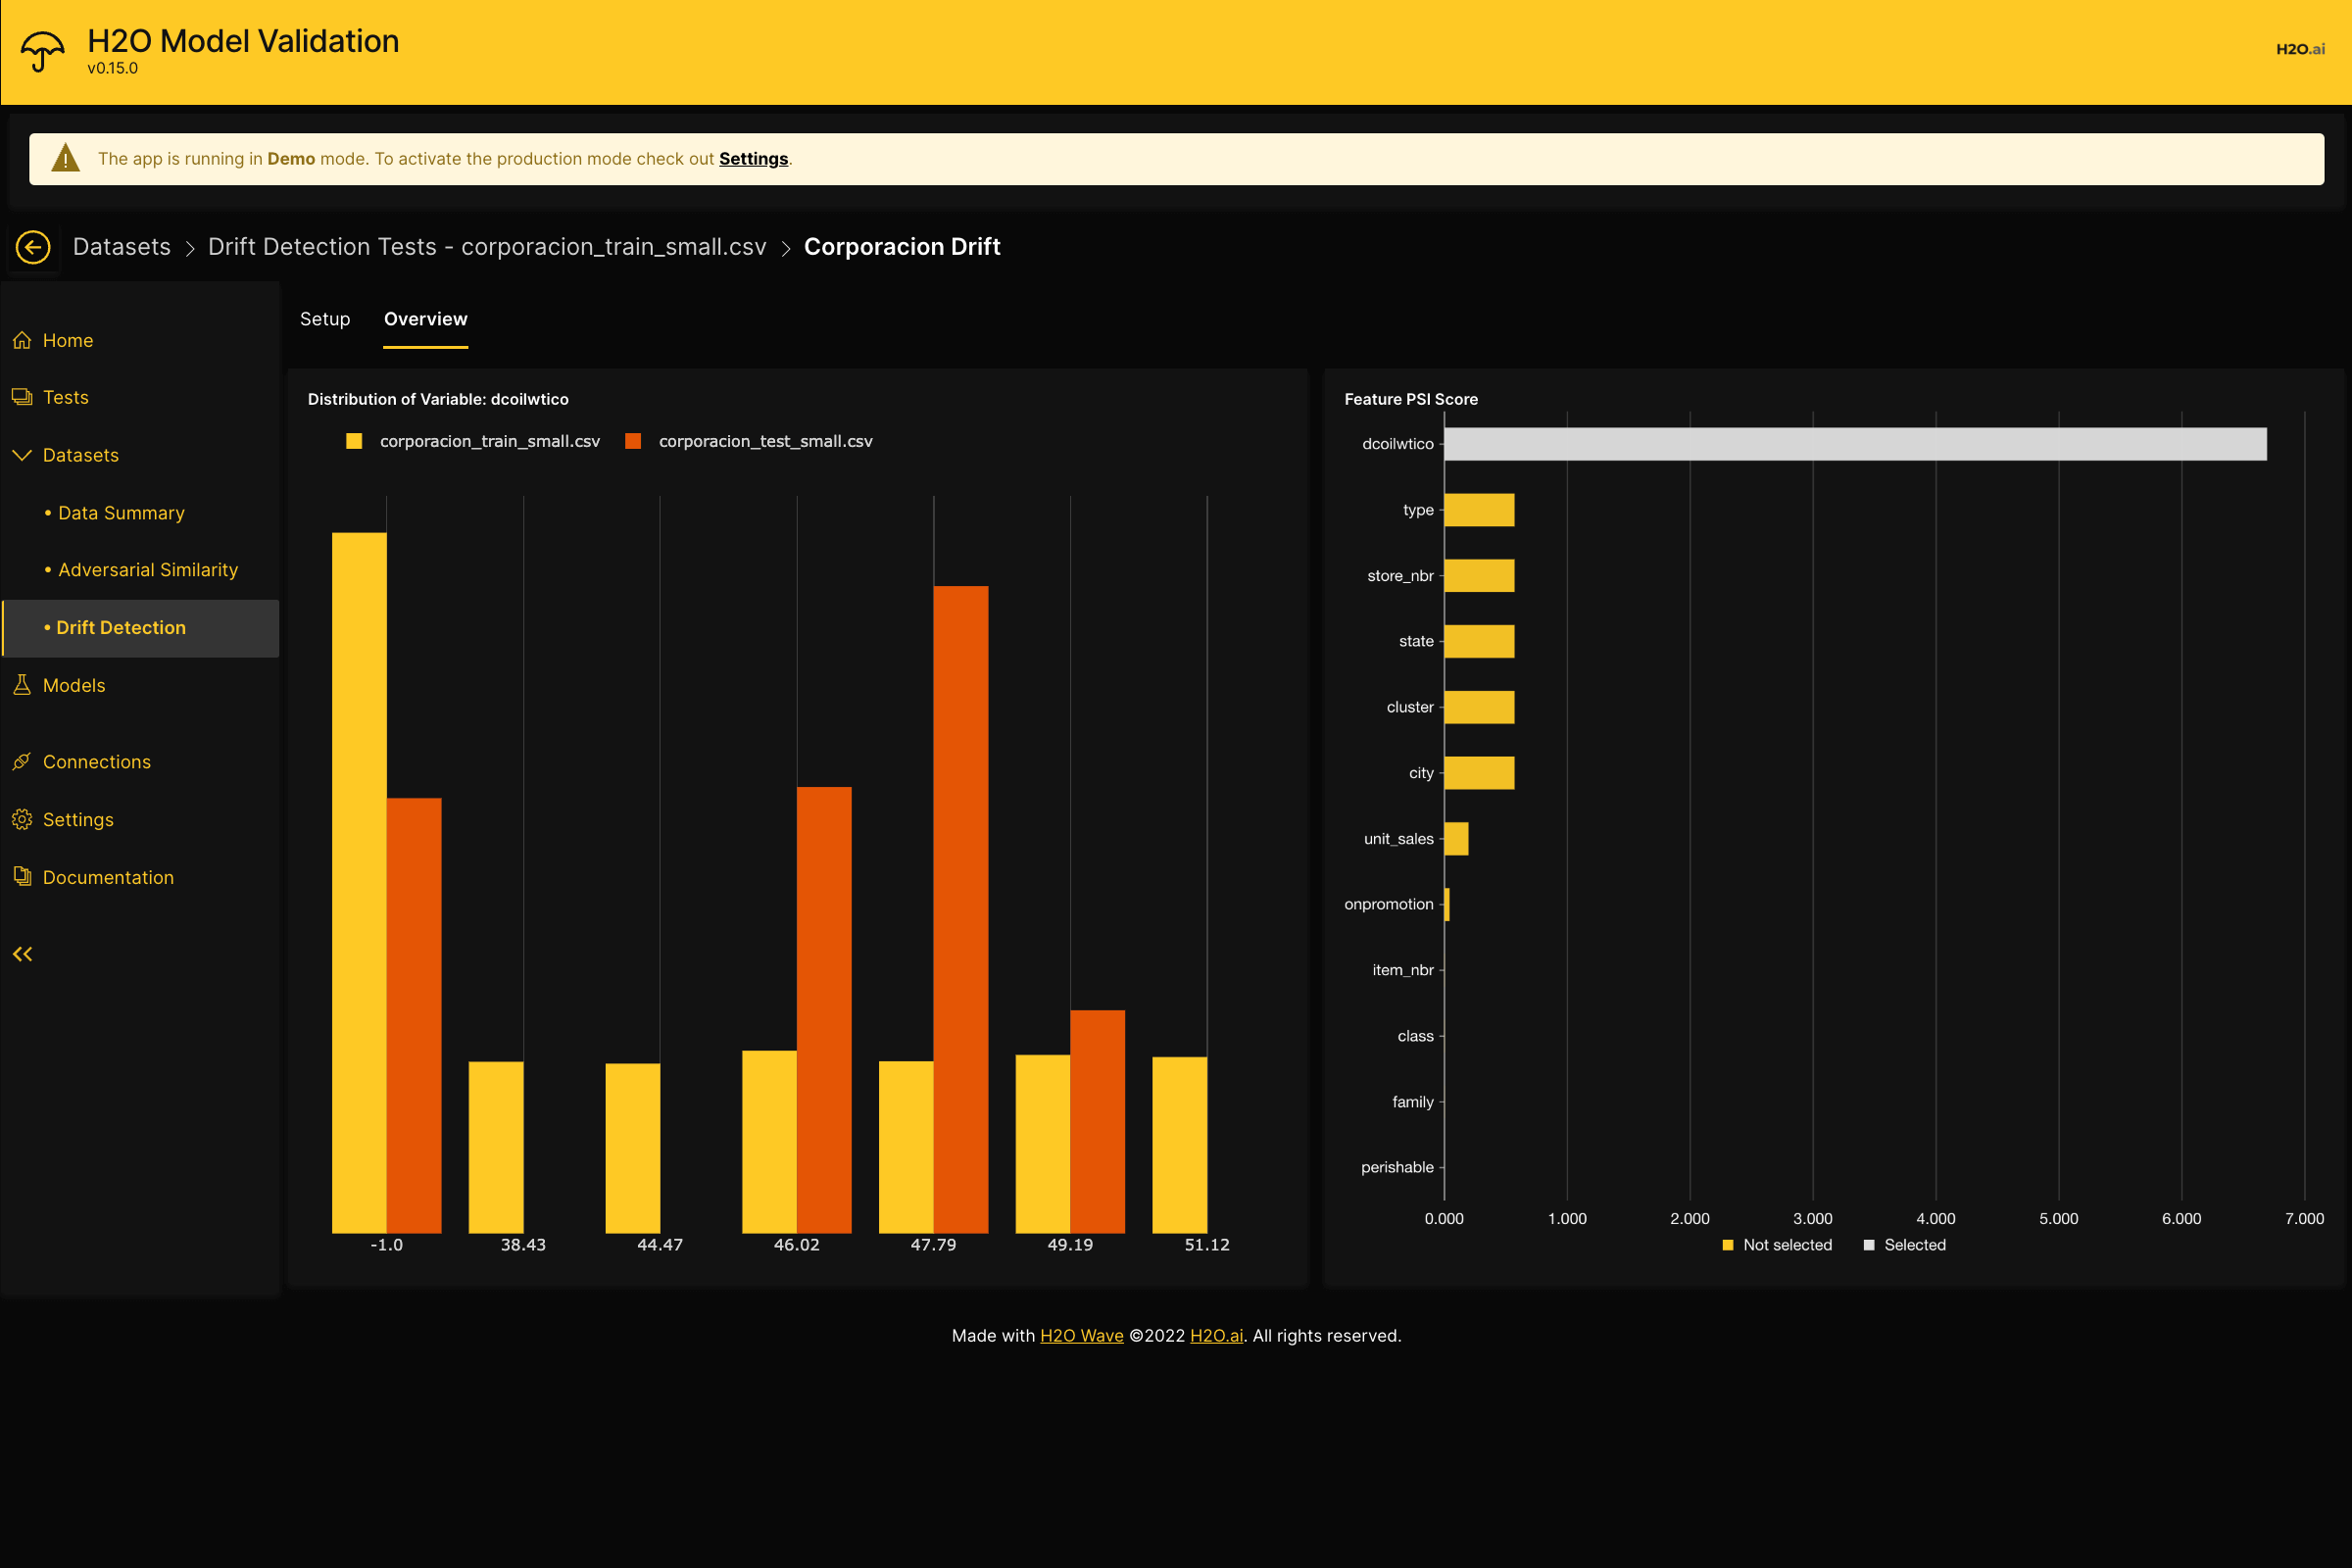 H2O Model Validation
v0.15.0
H2O.ai
The app is running in Demo mode. To activate the production mode check out Settings.
Datasets > Drift Detection Tests - corporacion_train_small.csv > Corporacion Drift
Home
Tests
Datasets
• Data Summary
• Adversarial Similarity
• Drift Detection
Models
Connections
Settings
Documentation
Setup Overview
Distribution of Variable: dcoilwtico
corporacion_train_small.csv corporacion_test_small.csv
-1.0 38.43 44.47 46.02 47.79 49.19 51.12
Feature PSI Score
dcoilwtico
type
store_nbr
state
cluster
city
unit_sales
onpromotion
item_nbr
class
family
perishable
0.000 1.000 2.000 3.000 4.000 5.000 6.000 7.000
Not selected Selected
Made with H2O Wave ©2022 H2O.ai. All rights reserved.